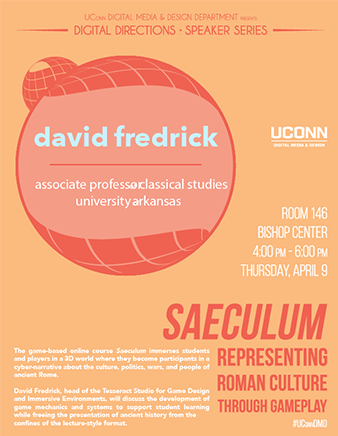 UConn DIGITAL MEDIA & DESIGN DEPARTMENT PRESENTS
DIGITAL DIRECTIONS • SPEAKER SERIES
david fredrick
associate professor of classical studies
university of arkansas
UCONN
DIGITAL MEDIA & DESIGN
ROOM 146
BISHOP CENTER
4:00 PM - 6:00 PM
THURSDAY, APRIL 9
SAECULUM
REPRESENTING
ROMAN CULTURE
THROUGH GAMEPLAY
#UConnDMD
The game-based online course Saeculum immerses students
and players in a 3D world where they become participants in a
cyber-narrative about the culture, politics, wars, and people of
ancient Rome.
David Fredrick, head of the Tesseract Studio for Game Design
and Immersive Environments, will discuss the development of
game mechanics and systems to support student learning
while freeing the presentation of ancient history from the
confines of the lecture-style format.